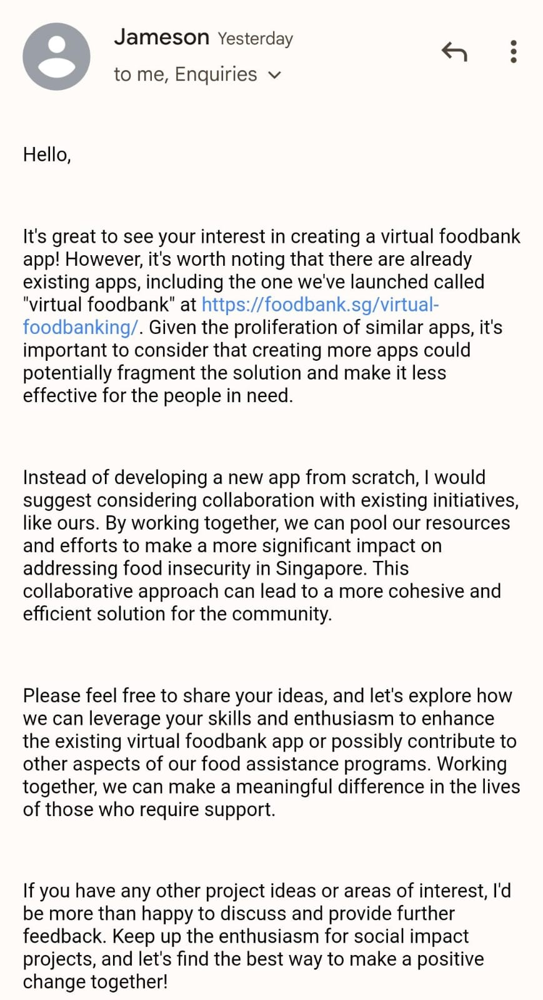 Jameson Yesterday
to me, Enquiries
Hello,
It's great to see your interest in creating a virtual foodbank
app! However, it's worth noting that there are already
existing apps, including the one we've launched called
"virtual foodbank" at https://foodbank.sg/virtual-
foodbanking/. Given the proliferation of similar apps, it's
important to consider that creating more apps could
potentially fragment the solution and make it less
effective for the people in need.
Instead of developing a new app from scratch, I would
suggest considering collaboration with existing initiatives,
like ours. By working together, we can pool our resources
and efforts to make a more significant impact on
addressing food insecurity in Singapore. This
collaborative approach can lead to a more cohesive and
efficient solution for the community.
Please feel free to share your ideas, and let's explore how
we can leverage your skills and enthusiasm to enhance
the existing virtual foodbank app or possibly contribute to
other aspects of our food assistance programs. Working
together, we can make a meaningful difference in the lives
of those who require support.
If you have any other project ideas or areas of interest, I'd
be more than happy to discuss and provide further
feedback. Keep up the enthusiasm for social impact
projects, and let's find the best way to make a positive
change together!